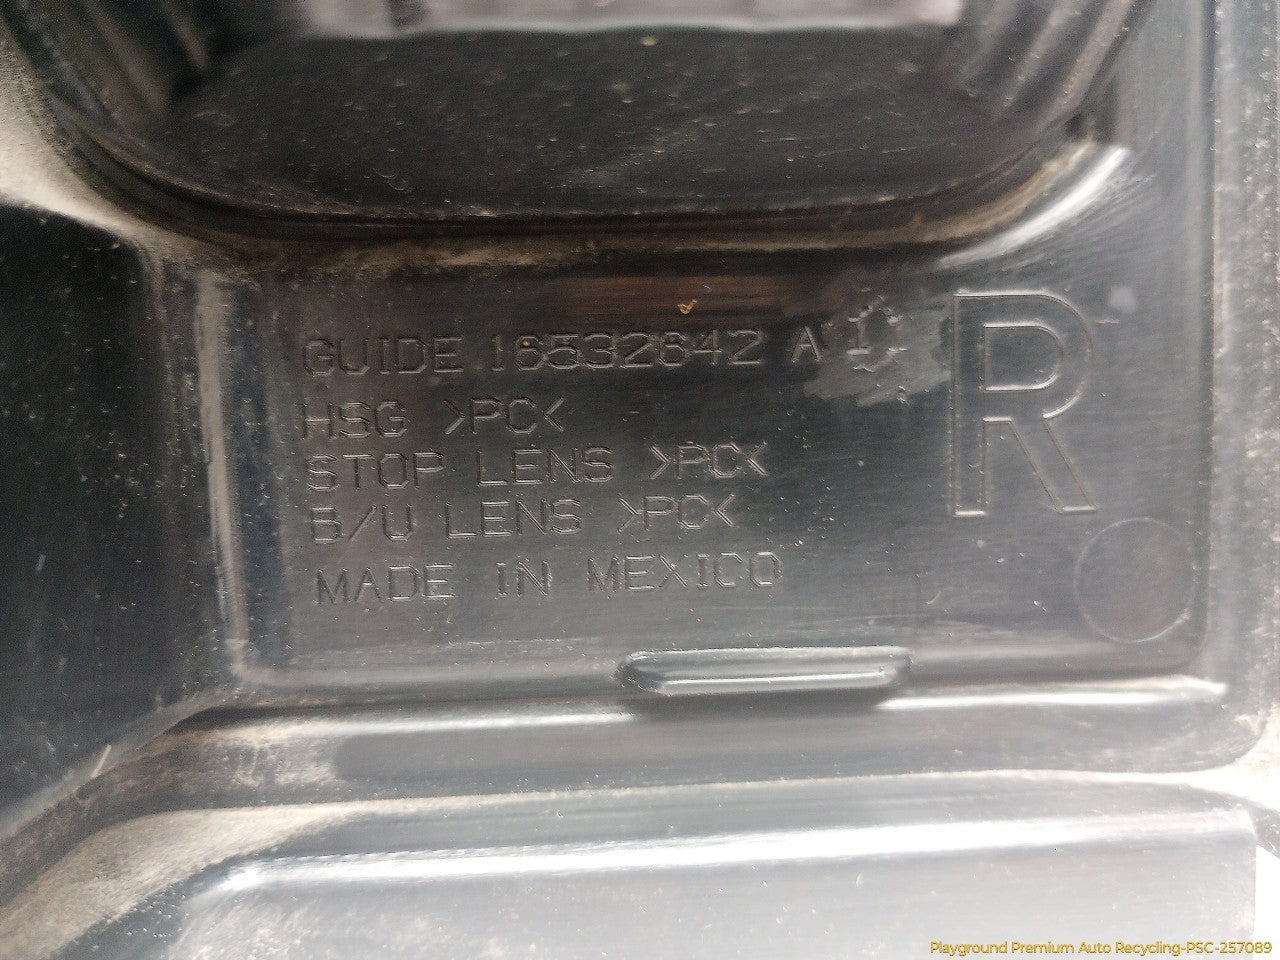 GUIDE 16532642 A
R
HSG >PC<
STOP LENS >PC<
B/U LENS >PC<
MADE IN MEXICO
Playground Premium Auto Recycling-PSC-257089